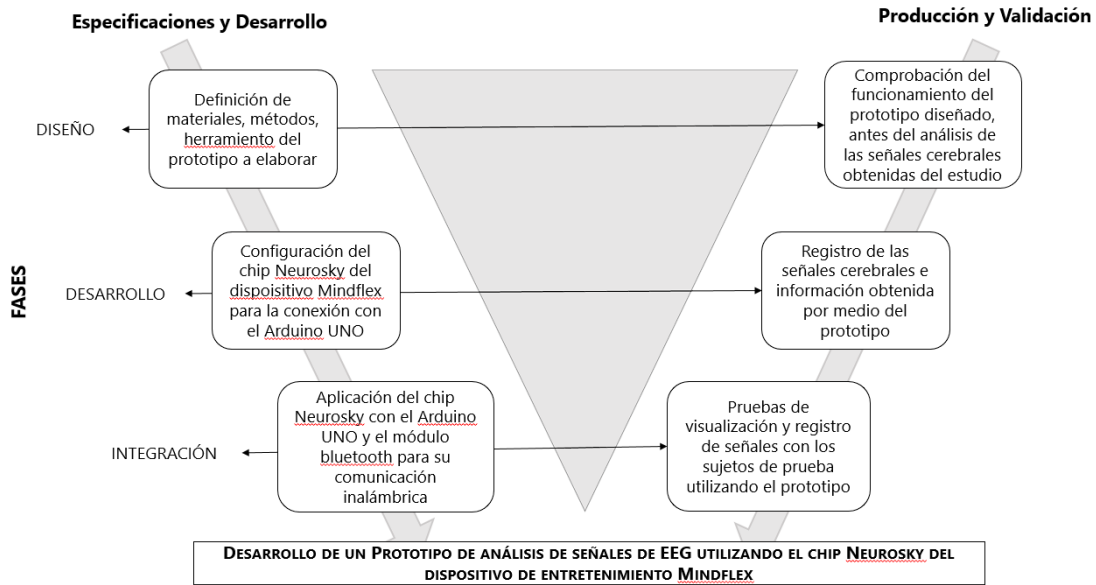 Especificaciones y Desarrollo
Producción y Validación
FASES
DISEÑO
Definición de
materiales, métodos,
herramiento del
prototipo a elaborar
Comprobación del
funcionamiento del
prototipo diseñado,
antes del análisis de
las señales cerebrales
obtenidas del estudio
DESARROLLO
Configuración del
chip Neurosky del
dispoisitivo Mindflex
para la conexión con
el Arduino UNO
Registro de las
señales cerebrales e
información obtenida
por medio del
prototipo
INTEGRACIÓN
Aplicación del chip
Neurosky con el Arduino
UNO y el módulo
bluetooth para su
comunicación
inalámbrica
Pruebas de
visualización y registro
de señales con los
sujetos de prueba
utilizando el prototipo
DESARROLLO DE UN PROTOTIPO DE ANÁLISIS DE SEÑALES DE EEG UTILIZANDO EL CHIP NEUROSKY DEL
DISPOSITIVO DE ENTRETENIMIENTO MINDFLEX